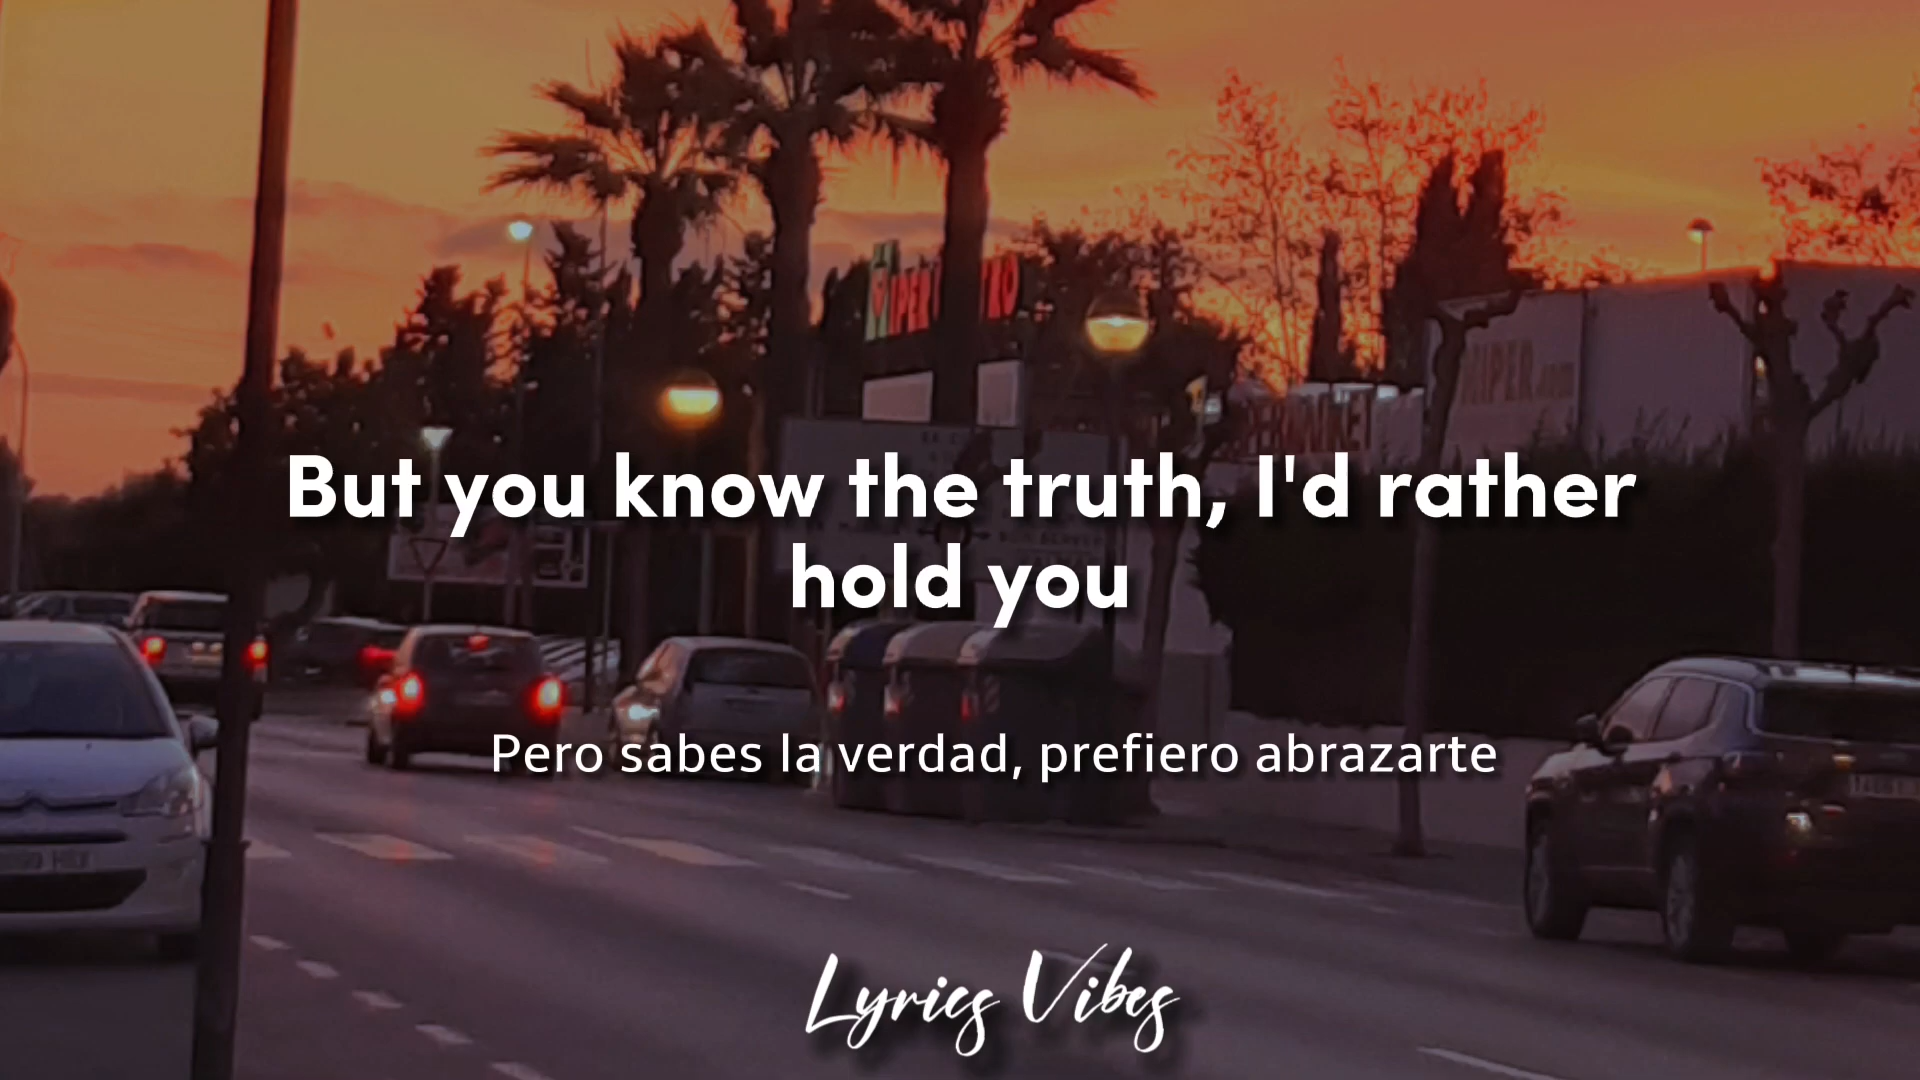 But you know the truth, I'd rather
hold you
Pero sabes la verdad, prefiero abrazarte
Lyrics Vibes